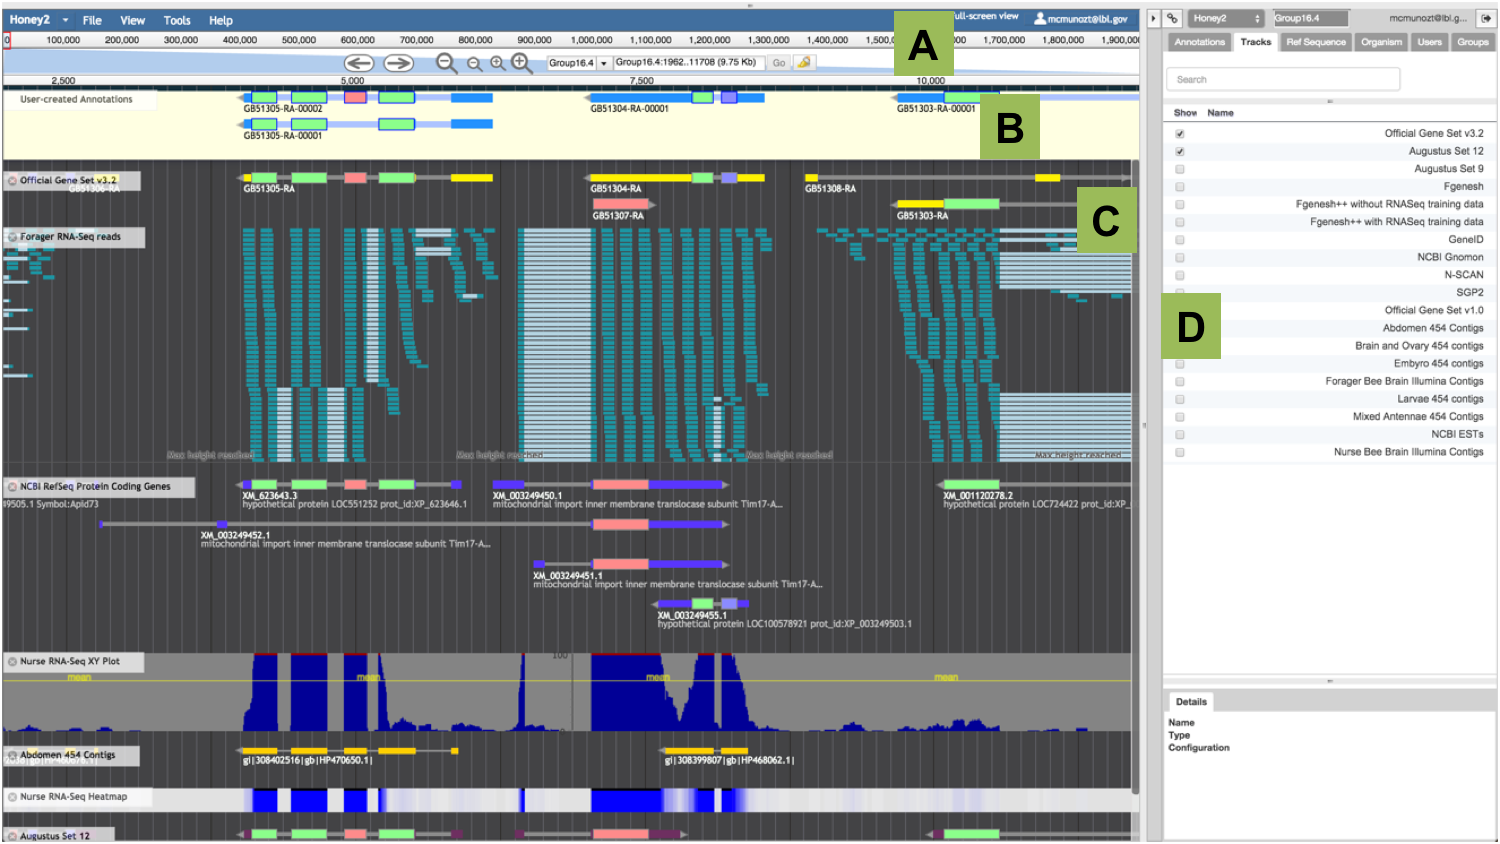 Honey2 File View Tools Help ull-screen view mcmunozt@lbl.gov
0 100,000 200,000 300,000 400,000 500,000 600,000 700,000 800,000 900,000 1,000,000 1,100,000 1,200,000 1,300,000 1,400,000 1,500, 1,700,000 1,800,000 1,900,000
A
Group16.4 Group16.4:1962..11708 (9.75 Kb) Go
2,500 5,000 7,500 10,000
User-created Annotations
GB51305-RA-00002 GB51304-RA-00001 GB51303-RA-00001
GB51305-RA-00001
B
Official Gene Set v3.2
GB51306-RA GB51305-RA GB51304-RA GB51308-RA
GB51307-RA GB51303-RA
C
Forager RNA-Seq reads
Max height reached Max height reached Max height reached Max height reached
NCBI RefSeq Protein Coding Genes
XM_623643.3 XM_003249450.1 XM_001120278.2
19505.1 Symbol:Apid73 hypothetical protein LOC551252 prot_id:XP_623646.1 mitochondrial import inner membrane translocase subunit Tim17-A... hypothetical protein LOC724422 prot_id:XP_
XM_003249452.1
mitochondrial import inner membrane translocase subunit Tim17-A...
XM_003249451.1
mitochondrial import inner membrane translocase subunit Tim17-A...
XM_003249455.1
hypothetical protein LOC100578921 prot_id:XP_003249503.1
Nurse RNA-Seq XY Plot
100
mean mean mean mean
0
Abdomen 454 Contigs
gi|308402516|gb|HP470650.1| gi|308399807|gb|HP468062.1|
Nurse RNA-Seq Heatmap
Augustus Set 12
Honey2 Group16.4 mcmunozt@lbl.g...
Annotations Tracks Ref Sequence Organism Users Groups
Search
Show Name
Official Gene Set v3.2
Augustus Set 12
Augustus Set 9
Fgenesh
Fgenesh++ without RNASeq training data
Fgenesh++ with RNASeq training data
GeneID
NCBI Gnomon
N-SCAN
SGP2
Official Gene Set v1.0
D
Abdomen 454 Contigs
Brain and Ovary 454 contigs
Embyro 454 contigs
Forager Bee Brain Illumina Contigs
Larvae 454 contigs
Mixed Antennae 454 Contigs
NCBI ESTs
Nurse Bee Brain Illumina Contigs
Details
Name
Type
Configuration